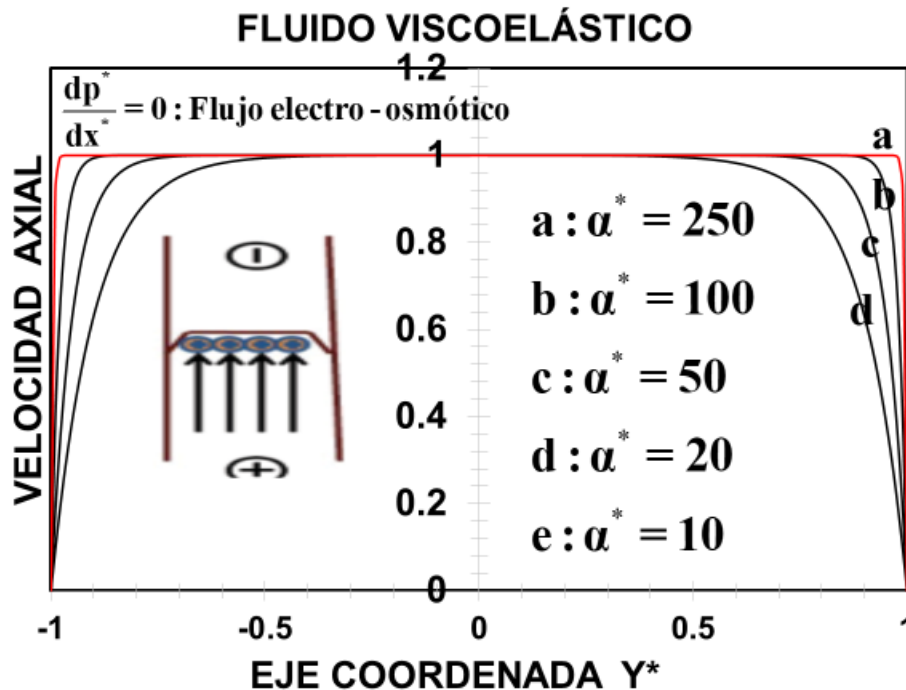 FLUIDO VISCOELÁSTICO
1.2
dp*
dx*
= 0 : Flujo electro - osmótico
1
a
b
0.8
c
0.6
d
0.4
0.2
0
VELOCIDAD AXIAL
a : α* = 250
b : α* = 100
c : α* = 50
d : α* = 20
e : α* = 10
-1 -0.5 0 0.5 1
EJE COORDENADA Y*